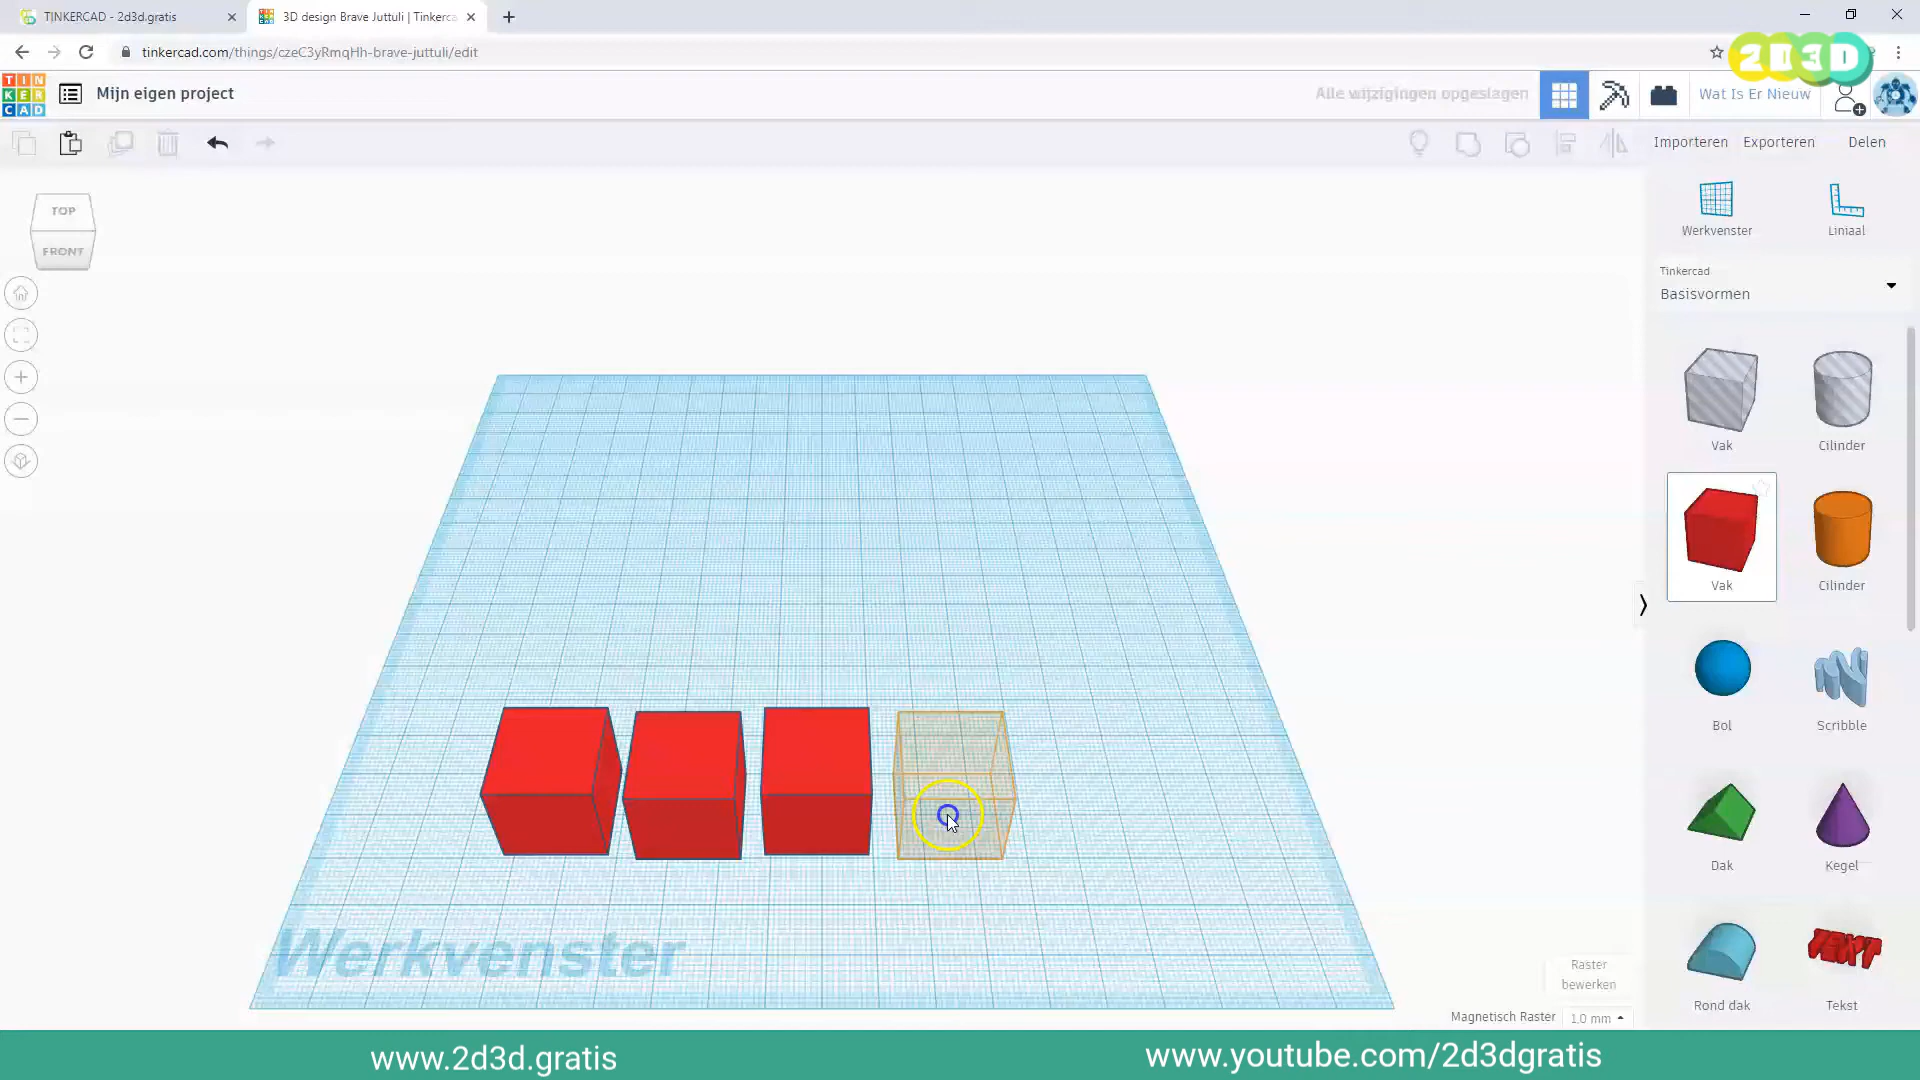 TINKERCAD - 2d3d.gratis
3D design Brave Juttuli | Tinkerca
tinkercad.com/things/czeC3yRmqHh-brave-juttuli/edit
2D3D
TIN
KER
CAD
Mijn eigen project
Alle wijzigingen opgeslagen
Wat Is Er Nieuw
Importeren
Exporteren
Delen
TOP
FRONT
Werkvenster
Liniaal
Tinkercad
Basisvormen
Vak
Cilinder
Vak
Cilinder
Bol
Scribble
Dak
Kegel
Rond dak
TEKST
Tekst
Werkvenster
Raster
bewerken
Magnetisch Raster
1,0 mm
www.2d3d.gratis
www.youtube.com/2d3dgratis